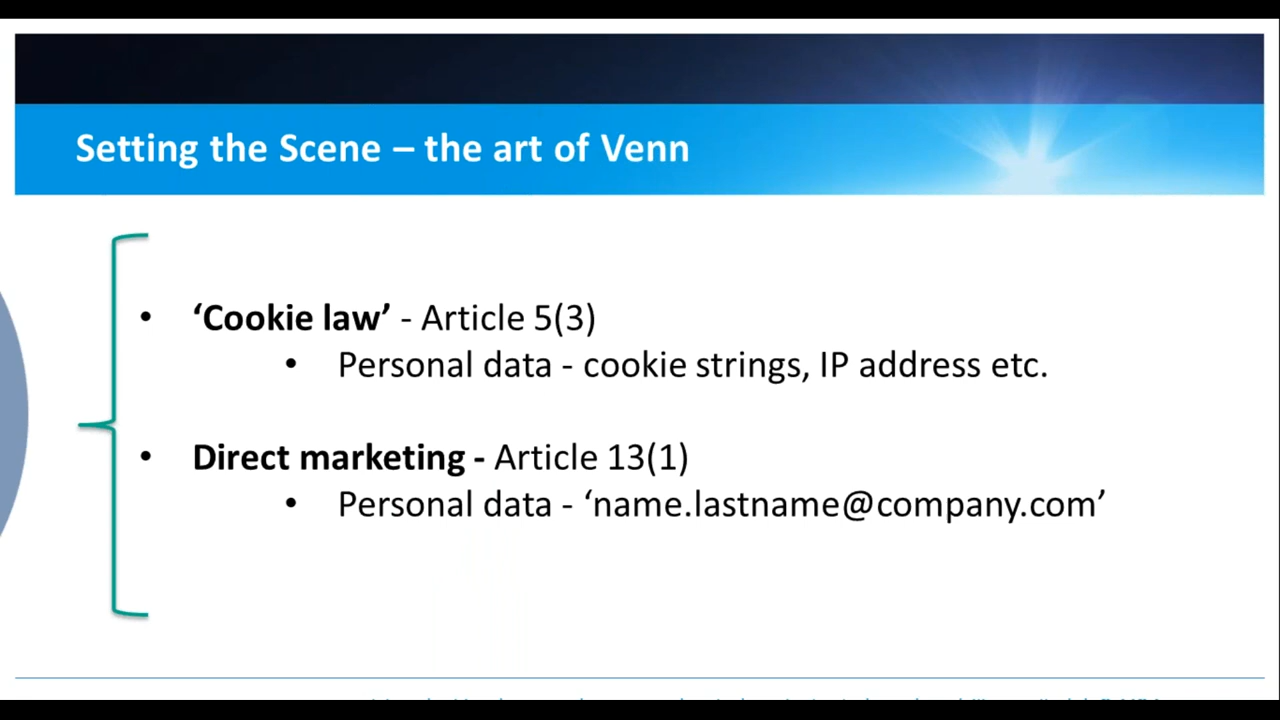 Setting the Scene – the art of Venn
• ‘Cookie law’ - Article 5(3)
• Personal data - cookie strings, IP address etc.
• Direct marketing - Article 13(1)
• Personal data - ‘name.lastname@company.com’